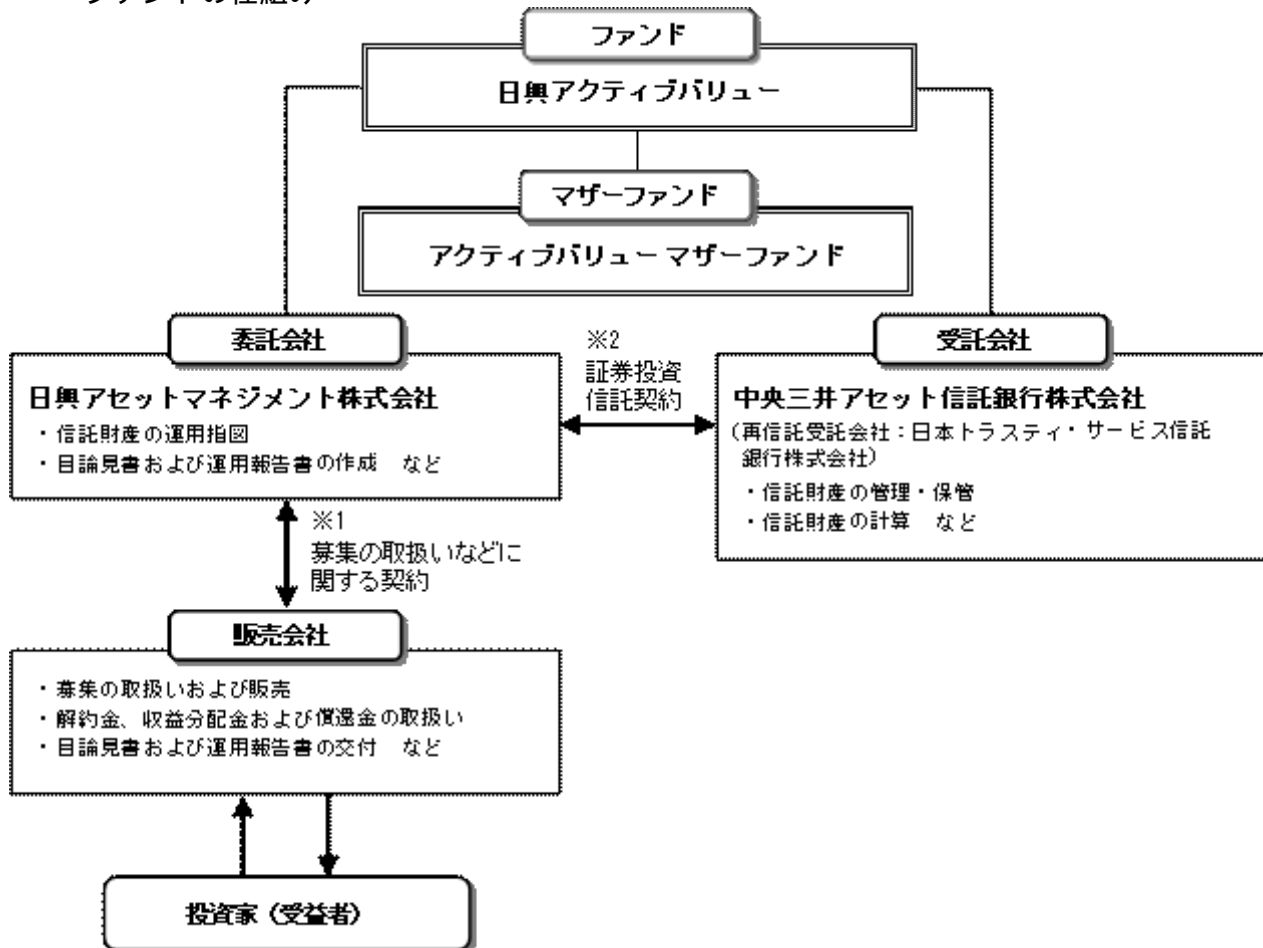 ファンドの仕組み
ファンド
日興アクティブバリュー
マザーファンド
アクティブバリュー マザーファンド
委託会社
日興アセットマネジメント株式会社
・信託財産の運用指図
・目論見書および運用報告書の作成 など
※2
証券投資
信託契約
受託会社
中央三井アセット信託銀行株式会社
(再信託受託会社：日本トラスティ・サービス信託
銀行株式会社)
・信託財産の管理・保管
・信託財産の計算 など
※1
募集の取扱いなどに
関する契約
販売会社
・募集の取扱いおよび販売
・解約金、収益分配金および償還金の取扱い
・目論見書および運用報告書の交付 など
投資家（受益者）